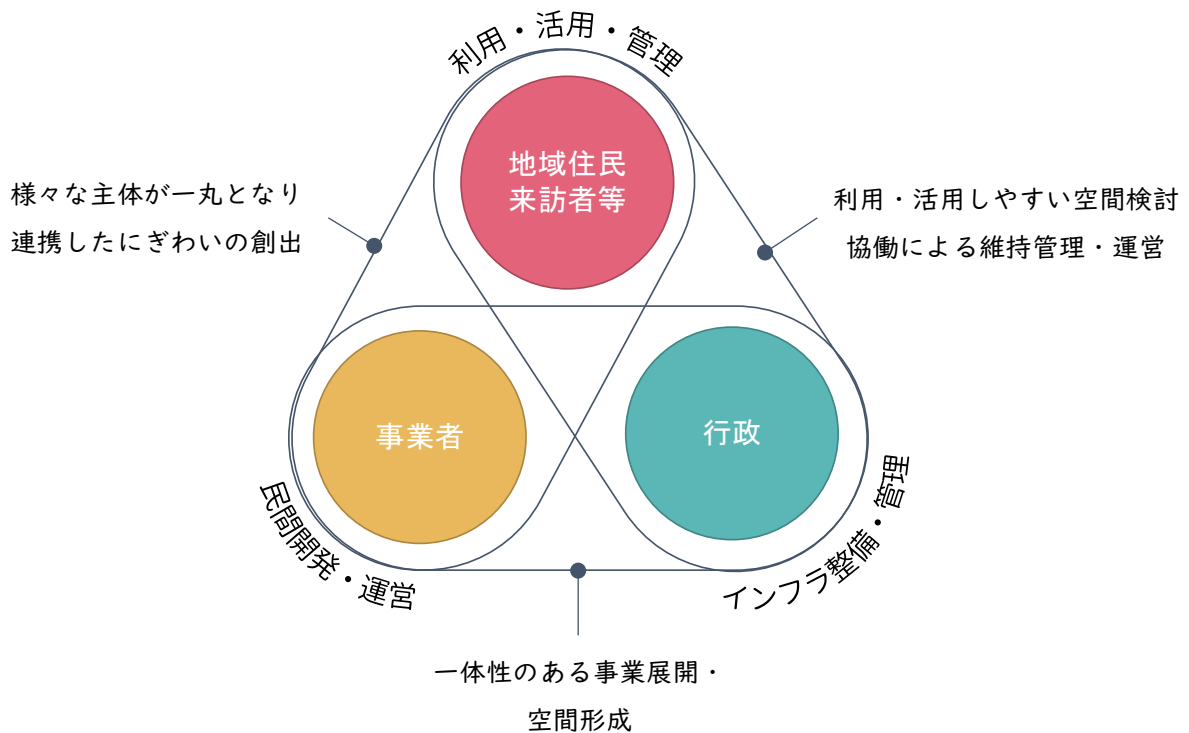 利用・活用・管理
地域住民
来訪者等
様々な主体が一丸となり
連携したにぎわいの創出
利用・活用しやすい空間検討
協働による維持管理・運営
事業者
行政
民間開発・運営
インフラ整備・管理
一体性のある事業展開・
空間形成